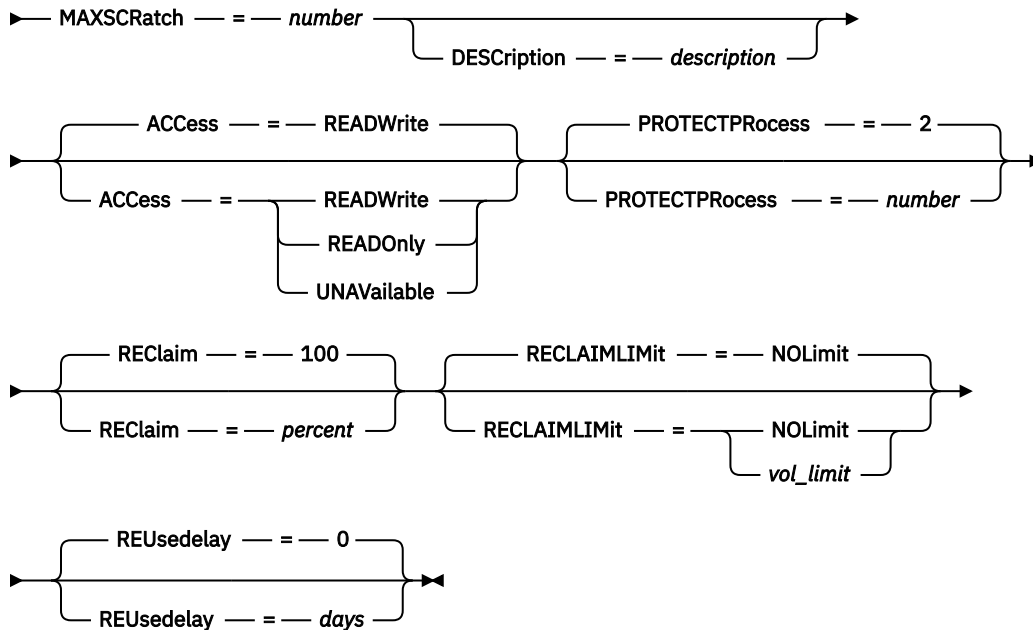 MAXSCRatch = number
DESCription = description
ACCess = READWrite
PROTECTPRocess = 2
ACCess = READWrite
PROTECTPRocess = number
READOnly
UNAVailable
REClaim = 100
RECLAIMLIMit = NOLimit
REClaim = percent
RECLAIMLIMit = NOLimit
vol_limit
REUsedelay = 0
REUsedelay = days